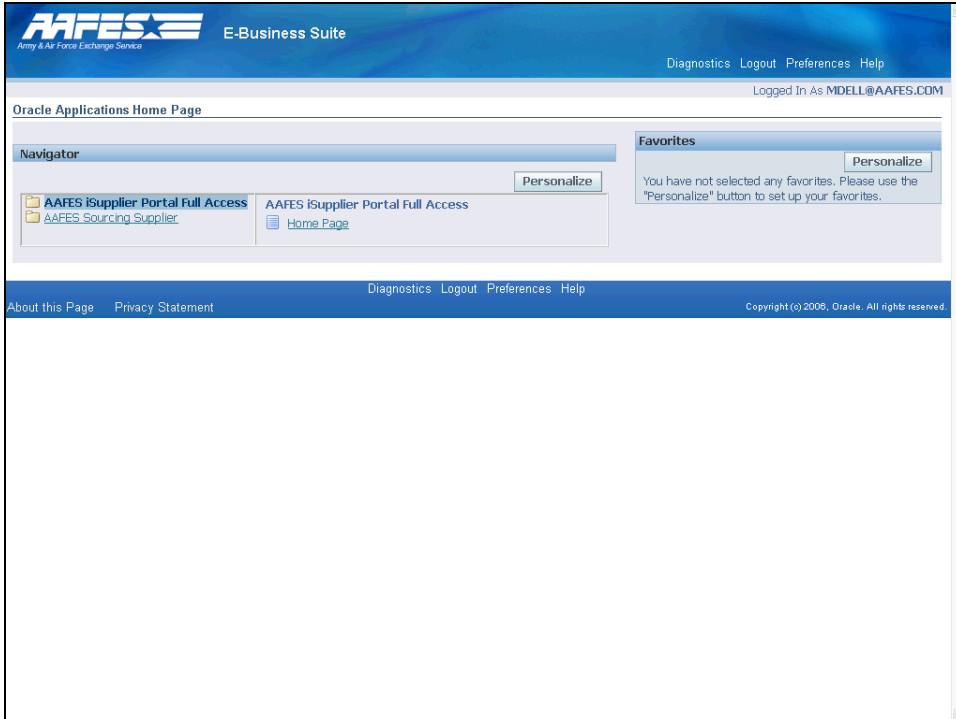 AAFES
Army & Air Force Exchange Service
E-Business Suite
Diagnostics Logout Preferences Help
Logged In As MDELL@AAFES.COM
Oracle Applications Home Page
Navigator
Personalize
AAFES iSupplier Portal Full Access
AAFES Sourcing Supplier
AAFES iSupplier Portal Full Access
Home Page
Favorites
Personalize
You have not selected any favorites. Please use the
"Personalize" button to set up your favorites.
Diagnostics Logout Preferences Help
About this Page Privacy Statement
Copyright (c) 2006, Oracle. All rights reserved.